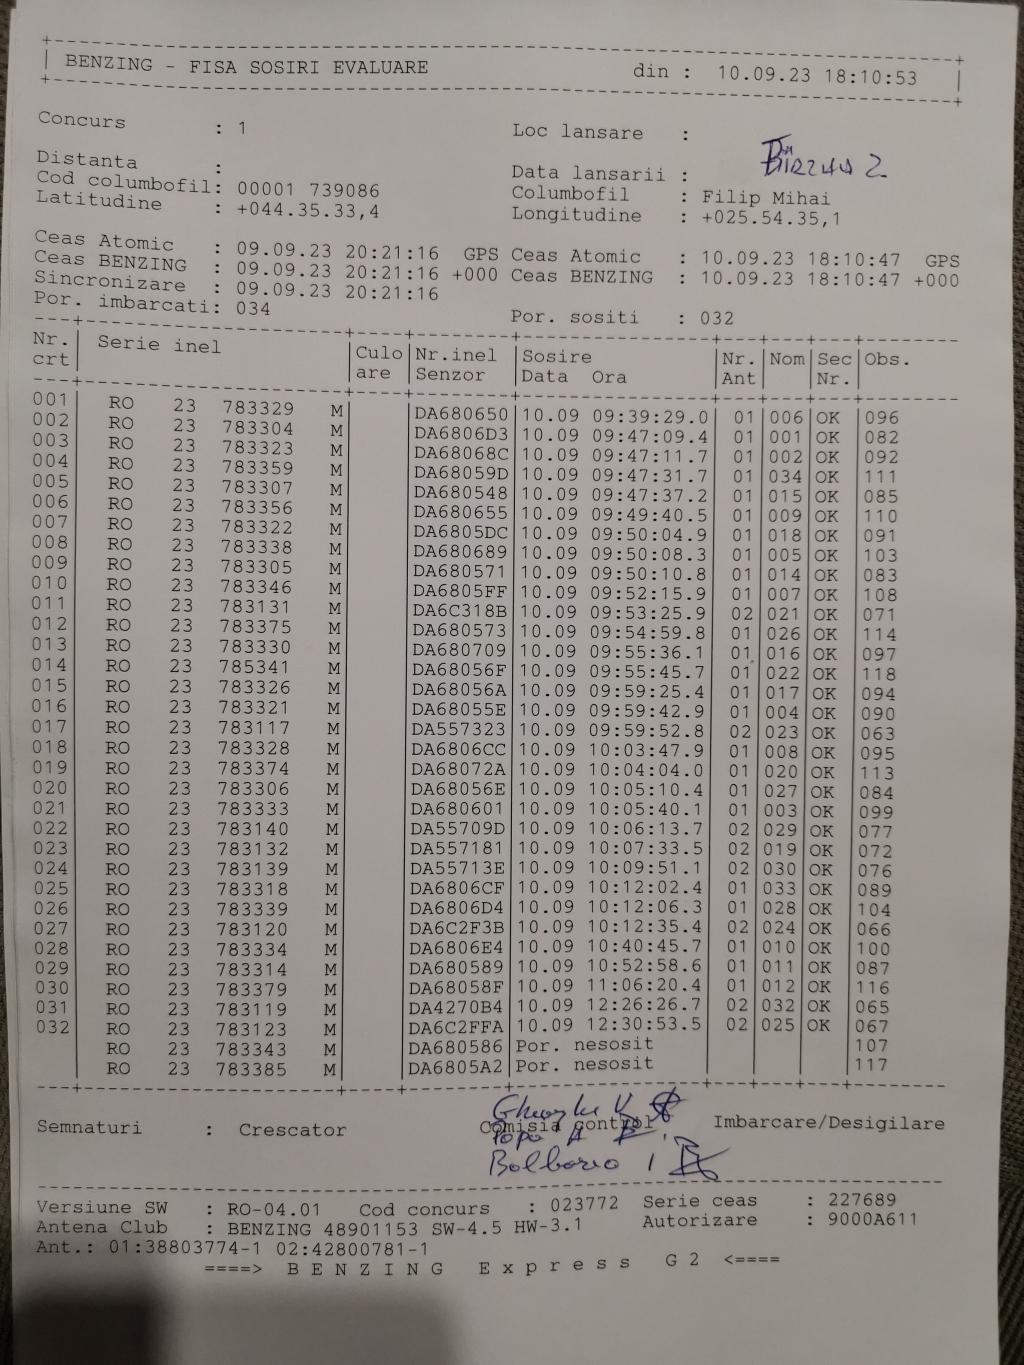 BENZING - FISA SOSIRI EVALUARE din : 10.09.23 18:10:53
Concurs : 1 Loc lansare :
Distanta : Data lansarii :
Cod columbofil: 00001 739086 Columbofil : Filip Mihai
Latitudine : +044.35.33,4 Longitudine : +025.54.35,1
Ceas Atomic : 09.09.23 20:21:16 GPS Ceas Atomic : 10.09.23 18:10:47 GPS
Ceas BENZING : 09.09.23 20:21:16 +000 Ceas BENZING : 10.09.23 18:10:47 +000
Sincronizare : 09.09.23 20:21:16
Por. imbarcati: 034 Por. sositi : 032
Nr. Serie inel Culo Nr.inel Sosire Nr. Nom Sec Obs.
crt are Senzor Data Ora Ant Nr.
001 RO 23 783329 M DA680650 10.09 09:39:29.0 01 006 OK 096
002 RO 23 783304 M DA6806D3 10.09 09:47:09.4 01 001 OK 082
003 RO 23 783323 M DA68068C 10.09 09:47:11.7 01 002 OK 092
004 RO 23 783359 M DA68059D 10.09 09:47:31.7 01 034 OK 111
005 RO 23 783307 M DA680548 10.09 09:47:37.2 01 015 OK 085
006 RO 23 783356 M DA680655 10.09 09:49:40.5 01 009 OK 110
007 RO 23 783322 M DA6805DC 10.09 09:50:04.9 01 018 OK 091
008 RO 23 783338 M DA680689 10.09 09:50:08.3 01 005 OK 103
009 RO 23 783305 M DA680571 10.09 09:50:10.8 01 014 OK 083
010 RO 23 783346 M DA6805FF 10.09 09:52:15.9 01 007 OK 108
011 RO 23 783131 M DA6C318B 10.09 09:53:25.9 02 021 OK 071
012 RO 23 783375 M DA680573 10.09 09:54:59.8 01 026 OK 114
013 RO 23 783330 M DA680709 10.09 09:55:36.1 01 016 OK 097
014 RO 23 785341 M DA68056F 10.09 09:55:45.7 01 022 OK 118
015 RO 23 783326 M DA68056A 10.09 09:59:25.4 01 017 OK 094
016 RO 23 783321 M DA68055E 10.09 09:59:42.9 01 004 OK 090
017 RO 23 783117 M DA557323 10.09 09:59:52.8 02 023 OK 063
018 RO 23 783328 M DA6806CC 10.09 10:03:47.9 01 008 OK 095
019 RO 23 783374 M DA68072A 10.09 10:04:04.0 01 020 OK 113
020 RO 23 783306 M DA68056E 10.09 10:05:10.4 01 027 OK 084
021 RO 23 783333 M DA680601 10.09 10:05:40.1 01 003 OK 099
022 RO 23 783140 M DA55709D 10.09 10:06:13.7 02 029 OK 077
023 RO 23 783132 M DA557181 10.09 10:07:33.5 02 019 OK 072
024 RO 23 783139 M DA55713E 10.09 10:09:51.1 02 030 OK 076
025 RO 23 783318 M DA6806CF 10.09 10:12:02.4 01 033 OK 089
026 RO 23 783339 M DA6806D4 10.09 10:12:06.3 01 028 OK 104
027 RO 23 783120 M DA6C2F3B 10.09 10:12:35.4 02 024 OK 066
028 RO 23 783334 M DA6806E4 10.09 10:40:45.7 01 010 OK 100
029 RO 23 783314 M DA680589 10.09 10:52:58.6 01 011 OK 087
030 RO 23 783379 M DA68058F 10.09 11:06:20.4 01 012 OK 116
031 RO 23 783119 M DA4270B4 10.09 12:26:26.7 02 032 OK 065
032 RO 23 783123 M DA6C2FFA 10.09 12:30:53.5 02 025 OK 067
RO 23 783343 M DA680586 Por. nesosit 107
RO 23 783385 M DA6805A2 Por. nesosit 117
Semnaturi : Crescator Comisia control Imbarcare/Desigilare
Popa A
Versiune SW : RO-04.01 Cod concurs : 023772 Serie ceas : 227689
Antena Club : BENZING 48901153 SW-4.5 HW-3.1 Autorizare : 9000A611
Ant.: 01:38803774-1 02:42800781-1
====> B E N Z I N G E x p r e s s G 2 <====